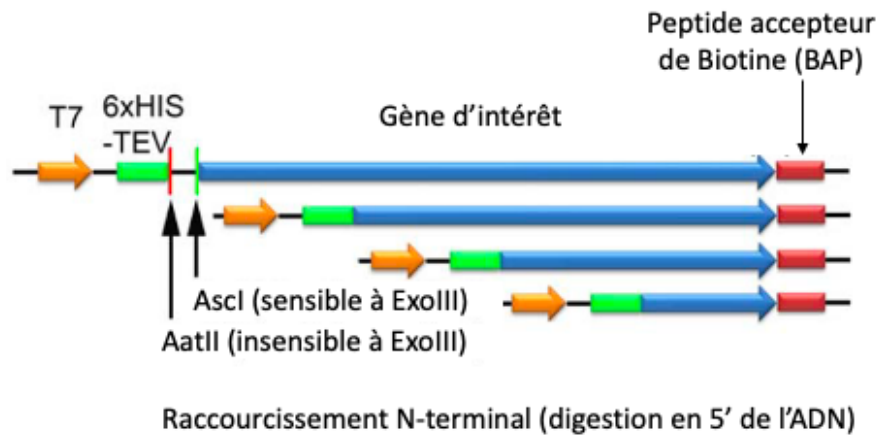 Peptide accepteur
de Biotine (BAP)
T7
6xHIS
-TEV
Gène d’intérêt
AscI (sensible à ExoIII)
AatII (insensible à ExoIII)
Raccourcissement N-terminal (digestion en 5’ de l’ADN)